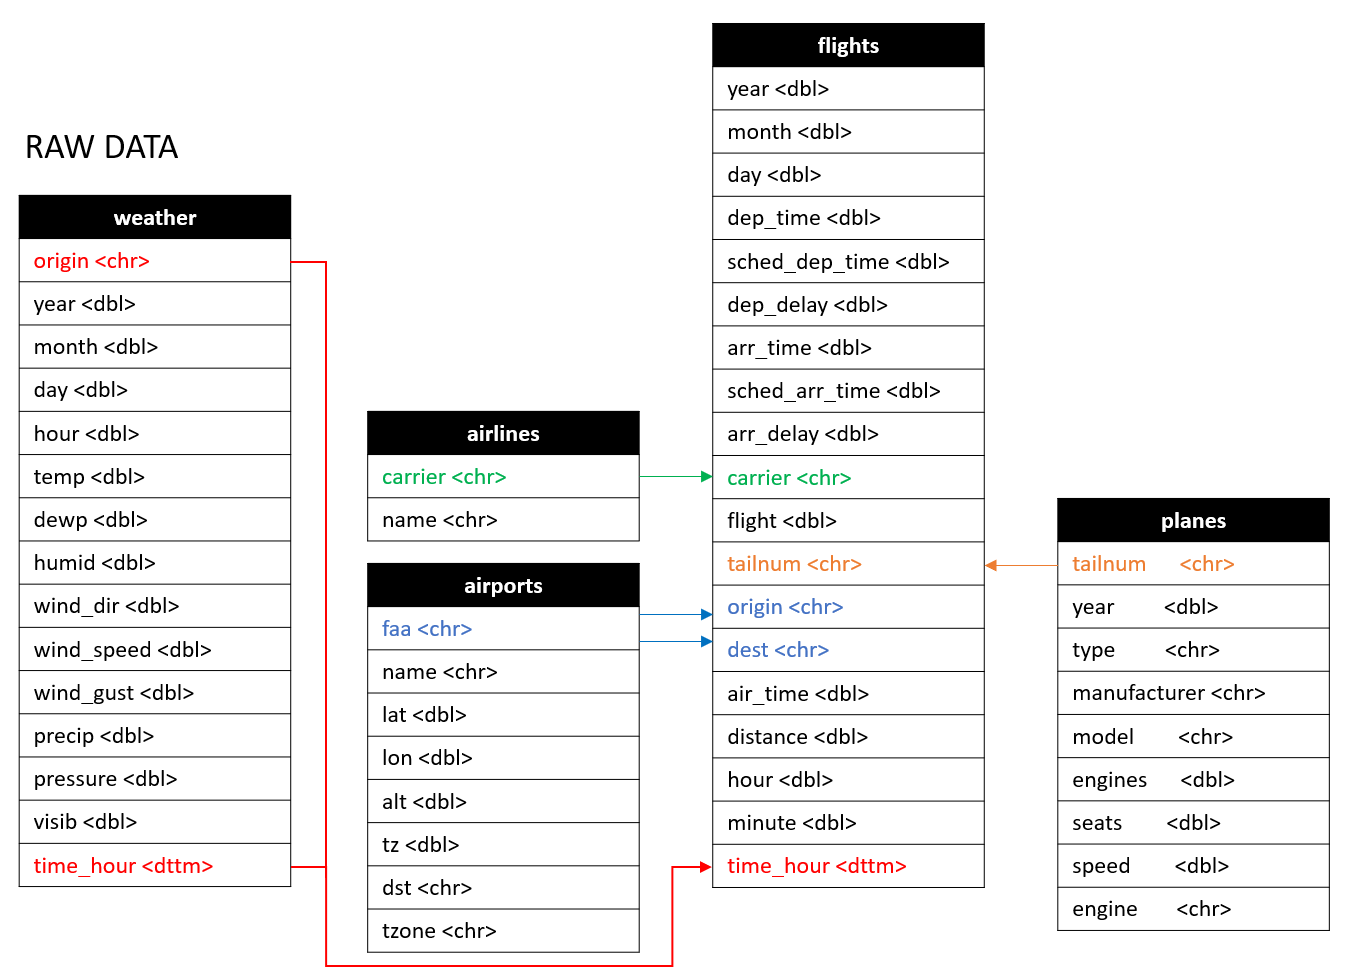 RAW DATA
weather
origin <chr>
year <dbl>
month <dbl>
day <dbl>
hour <dbl>
temp <dbl>
dewp <dbl>
humid <dbl>
wind_dir <dbl>
wind_speed <dbl>
wind_gust <dbl>
precip <dbl>
pressure <dbl>
visib <dbl>
time_hour <dttm>
airlines
carrier <chr>
name <chr>
airports
faa <chr>
name <chr>
lat <dbl>
lon <dbl>
alt <dbl>
tz <dbl>
dst <chr>
tzone <chr>
flights
year <dbl>
month <dbl>
day <dbl>
dep_time <dbl>
sched_dep_time <dbl>
dep_delay <dbl>
arr_time <dbl>
sched_arr_time <dbl>
arr_delay <dbl>
carrier <chr>
flight <dbl>
tailnum <chr>
origin <chr>
dest <chr>
air_time <dbl>
distance <dbl>
hour <dbl>
minute <dbl>
time_hour <dttm>
planes
tailnum <chr>
year <dbl>
type <chr>
manufacturer <chr>
model <chr>
engines <dbl>
seats <dbl>
speed <dbl>
engine <chr>